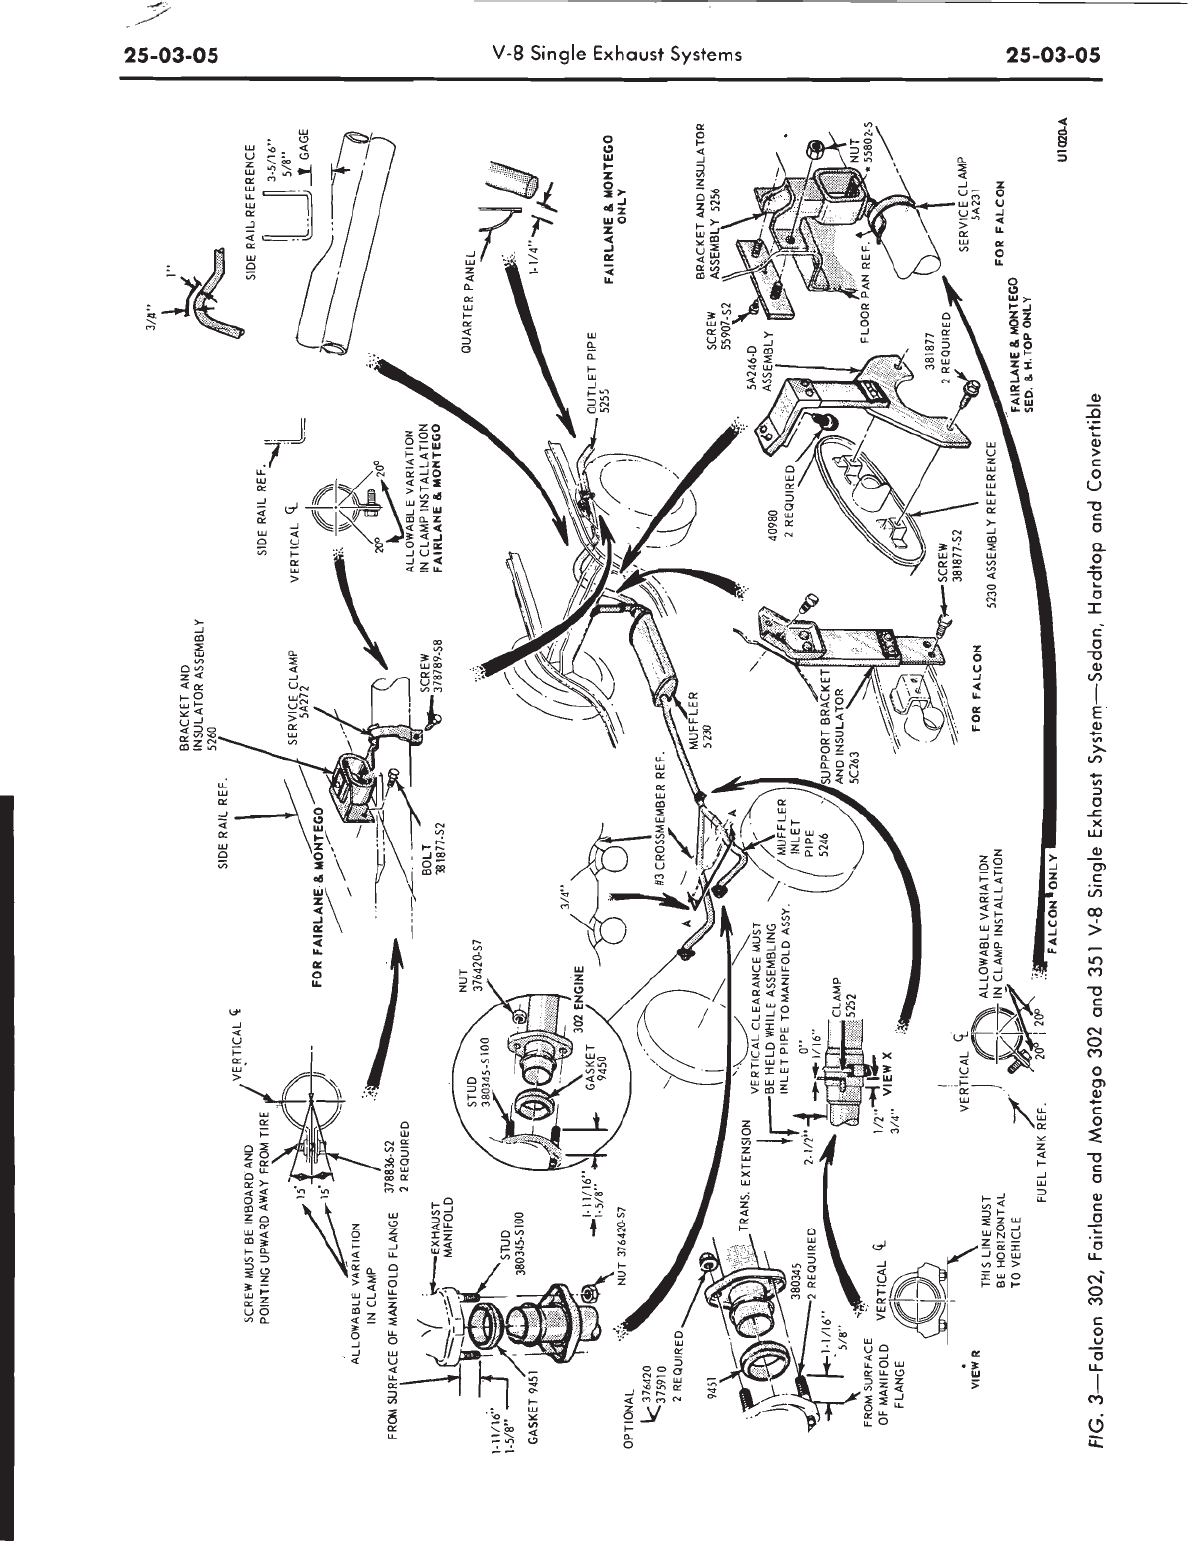 25-03-05
V-8 Single Exhaust Systems
25-03-05
3/4"
1"
SIDE RAIL REFERENCE
3-5/16"
5/8"
GAGE
SIDE RAIL REF.
VERTICAL ℄
20°
20°
ALLOWABLE VARIATION
IN CLAMP INSTALLATION
FAIRLANE & MONTEGO
QUARTER PANEL
1-1/4"
FAIRLANE & MONTEGO
ONLY
OUTLET PIPE
5255
BRACKET AND
INSULATOR ASSEMBLY
5260
SIDE RAIL REF.
SERVICE CLAMP
5A272
SCREW
378789-S8
BOLT
381877-S2
FOR FAIRLANE & MONTEGO
VERTICAL ℄
SCREW MUST BE INBOARD AND
POINTING UPWARD AWAY FROM TIRE
15°
15°
378836-S2
2 REQUIRED
ALLOWABLE VARIATION
IN CLAMP
FROM SURFACE OF MANIFOLD FLANGE
EXHAUST
MANIFOLD
STUD
380345-S100
1-11/16"
1-5/8"
GASKET 9451
NUT 376420-S7
NUT
376420-S7
STUD
380345-S100
302 ENGINE
GASKET
9450
1-11/16"
1-5/8"
3/4"
#3 CROSSMEMBER REF.
A
A
MUFFLER
5230
MUFFLER
INLET
PIPE
5246
BRACKET AND INSULATOR
ASSEMBLY 5256
NUT
*55802-S
SCREW
55907-S2
FLOOR PAN REF.
SERVICE CLAMP
5A231
FOR FALCON
5A246-D
ASSEMBLY
381877
2 REQUIRED
FAIRLANE & MONTEGO
SED. & H. TOP ONLY
40980
2 REQUIRED
5230 ASSEMBLY REFERENCE
SCREW
381877-S2
SUPPORT BRACKET
AND INSULATOR
5C263
FOR FALCON
OPTIONAL
376420
375910
2 REQUIRED
9451
TRANS. EXTENSION
380345
2 REQUIRED
1-1/16"
5/8"
FROM SURFACE
OF MANIFOLD
FLANGE
VERTICAL CLEARANCE MUST
BE HELD WHILE ASSEMBLING
INLET PIPE TO MANIFOLD ASSY.
2-1/2"
0"
1/16"
CLAMP
5252
1/2"
3/4"
VIEW X
VERTICAL ℄
THIS LINE MUST
BE HORIZONTAL
TO VEHICLE
VIEW R
ALLOWABLE VARIATION
IN CLAMP INSTALLATION
VERTICAL ℄
20°
20°
FUEL TANK REF.
FALCON ONLY
U1020-A
FIG. 3—Falcon 302, Fairlane and Montego 302 and 351 V-8 Single Exhaust System—Sedan, Hardtop and Convertible